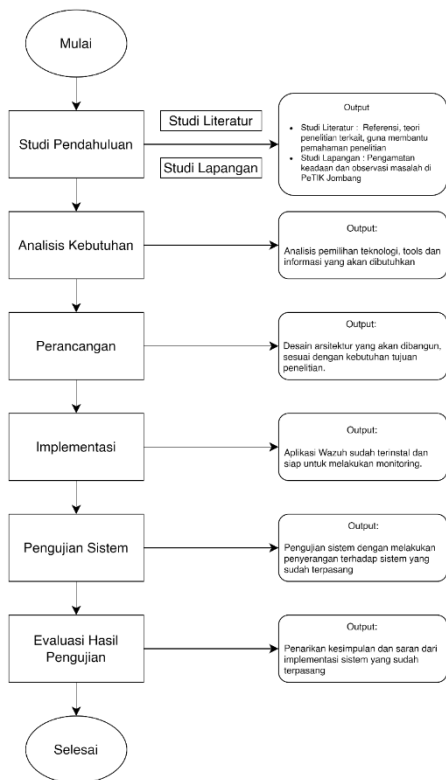 Mulai
Studi Pendahuluan
Studi Literatur
Studi Lapangan
Output
• Studi Literatur : Referensi, teori
penelitian terkait, guna membantu
pemahaman penelitian
• Studi Lapangan : Pengamatan
keadaan dan observasi masalah di
PeTIK Jombang
Analisis Kebutuhan
Output:
Analisis pemilihan teknologi, tools dan
informasi yang akan dibutuhkan
Perancangan
Output:
Desain arsitektur yang akan dibangun,
sesuai dengan kebutuhan tujuan
penelitian.
Implementasi
Output:
Aplikasi Wazuh sudah terinstal dan
siap untuk melakukan monitoring.
Pengujian Sistem
Output:
Pengujian sistem dengan melakukan
penyerangan terhadap sistem yang
sudah terpasang
Evaluasi Hasil
Pengujian
Output:
Penarikan kesimpulan dan saran dari
implementasi sistem yang sudah
terpasang
Selesai